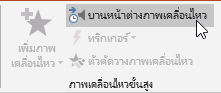 บานหน้าต่างภาพเคลื่อนไหว
เพิ่มภาพ
เคลื่อนไหว
ทริกเกอร์
ตัวคัดวางภาพเคลื่อนไหว
ภาพเคลื่อนไหวขั้นสูง